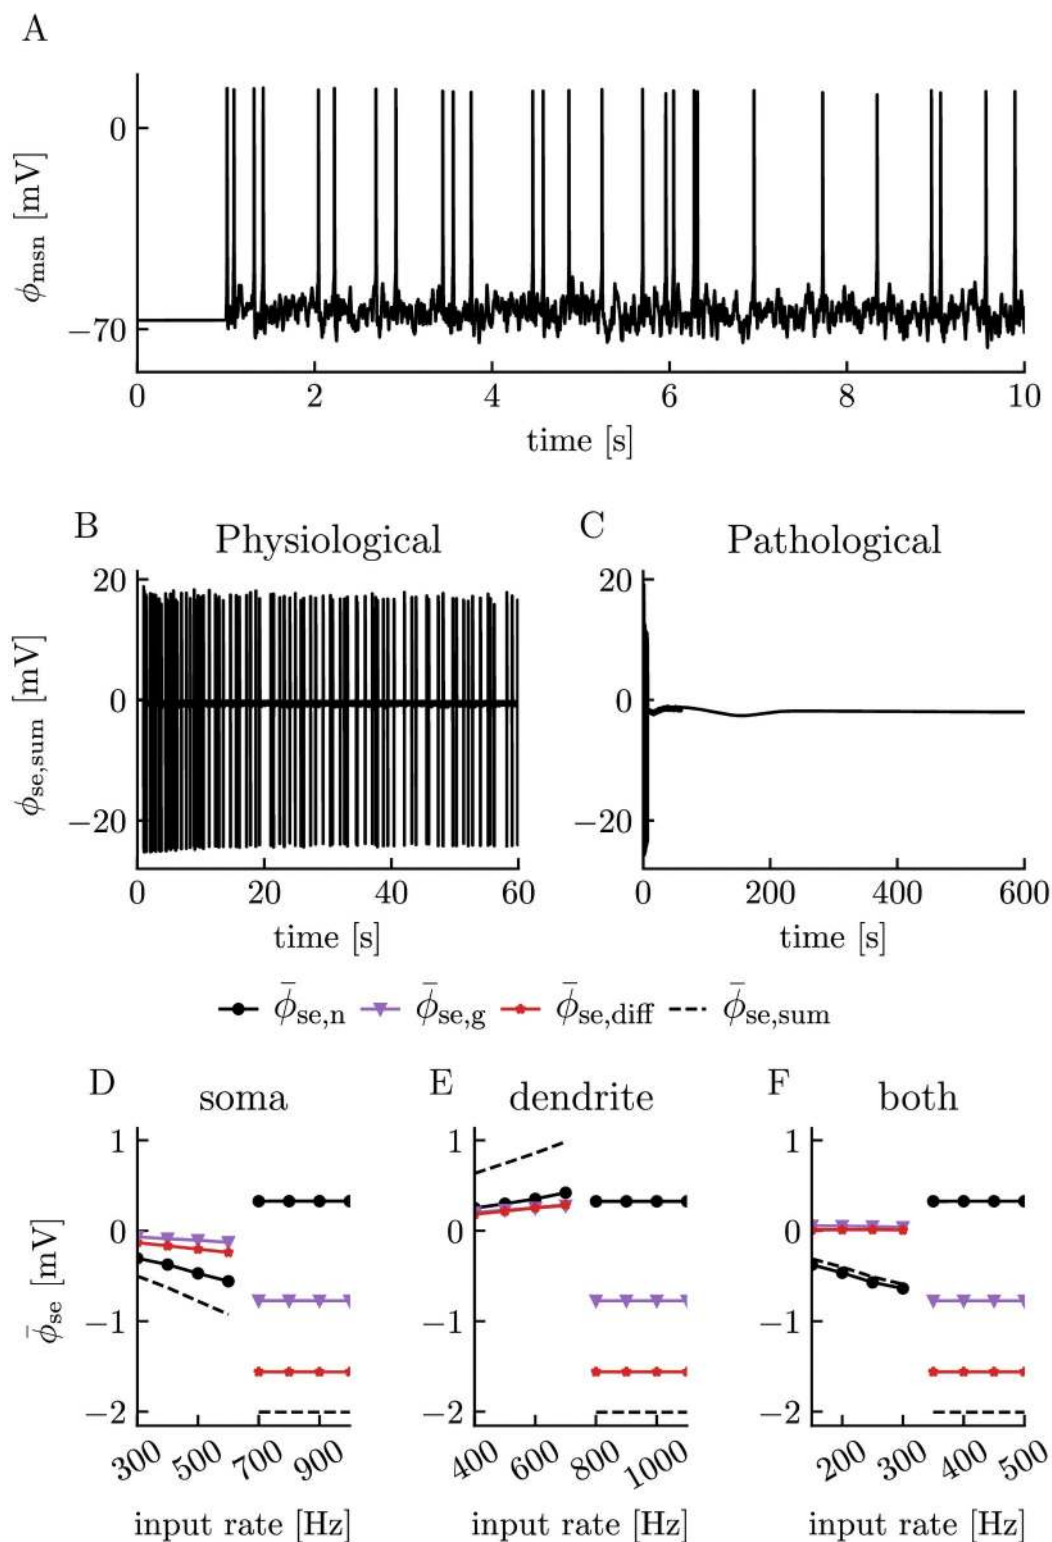 A
0
−70
ϕmsn [mV]
0 2 4 6 8 10
time [s]
B Physiological C Pathological
20 20
0 0
−20 −20
ϕse,sum [mV]
0 20 40 60 0 200 400 600
time [s] time [s]
ϕ̄se,n ϕ̄se,g ϕ̄se,diff ϕ̄se,sum
D soma E dendrite F both
1 1 1
0 0 0
−1 −1 −1
−2 −2 −2
ϕ̄se [mV]
300 500 700 900 400 600 800 1000 200 300 400 500
input rate [Hz] input rate [Hz] input rate [Hz]